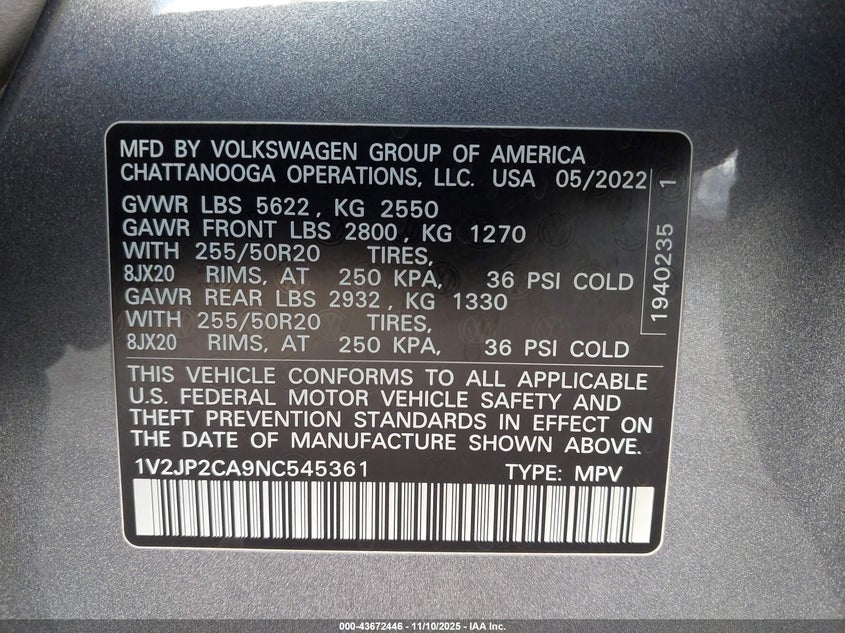 MFD BY VOLKSWAGEN GROUP OF AMERICA
CHATTANOOGA OPERATIONS, LLC. USA 05/2022
GVWR LBS 5622, KG 2550
GAWR FRONT LBS 2800, KG 1270
WITH 255/50R20 TIRES,
8JX20 RIMS, AT 250 KPA, 36 PSI COLD
GAWR REAR LBS 2932, KG 1330
WITH 255/50R20 TIRES,
8JX20 RIMS, AT 250 KPA, 36 PSI COLD
1940235 1
THIS VEHICLE CONFORMS TO ALL APPLICABLE
U.S. FEDERAL MOTOR VEHICLE SAFETY AND
THEFT PREVENTION STANDARDS IN EFFECT ON
THE DATE OF MANUFACTURE SHOWN ABOVE.
1V2JP2CA9NC545361 TYPE: MPV
000-43672446 - 11/10/2025 - IAA Inc.